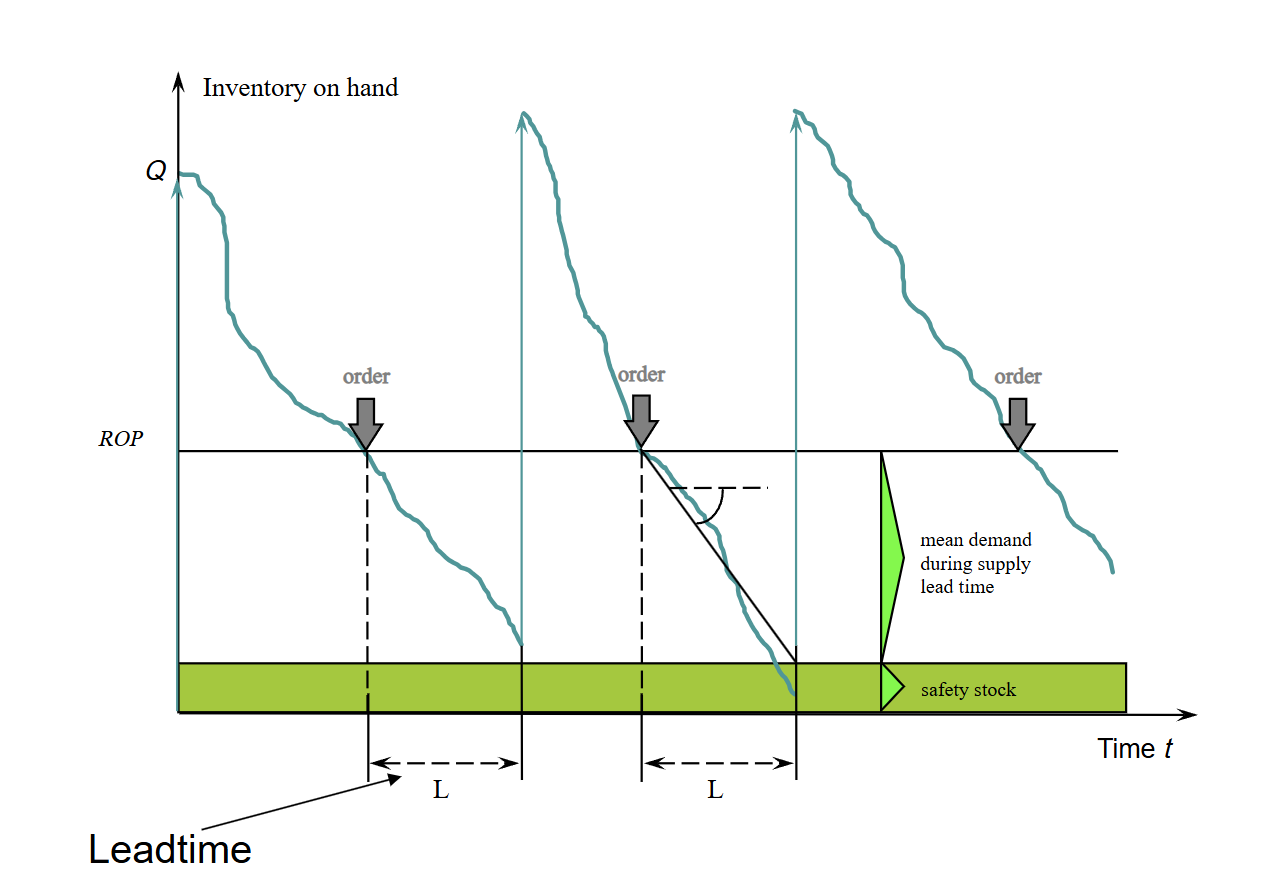 Inventory on hand
Q
order
order
order
ROP
mean demand
during supply
lead time
safety stock
Time t
L
L
Leadtime